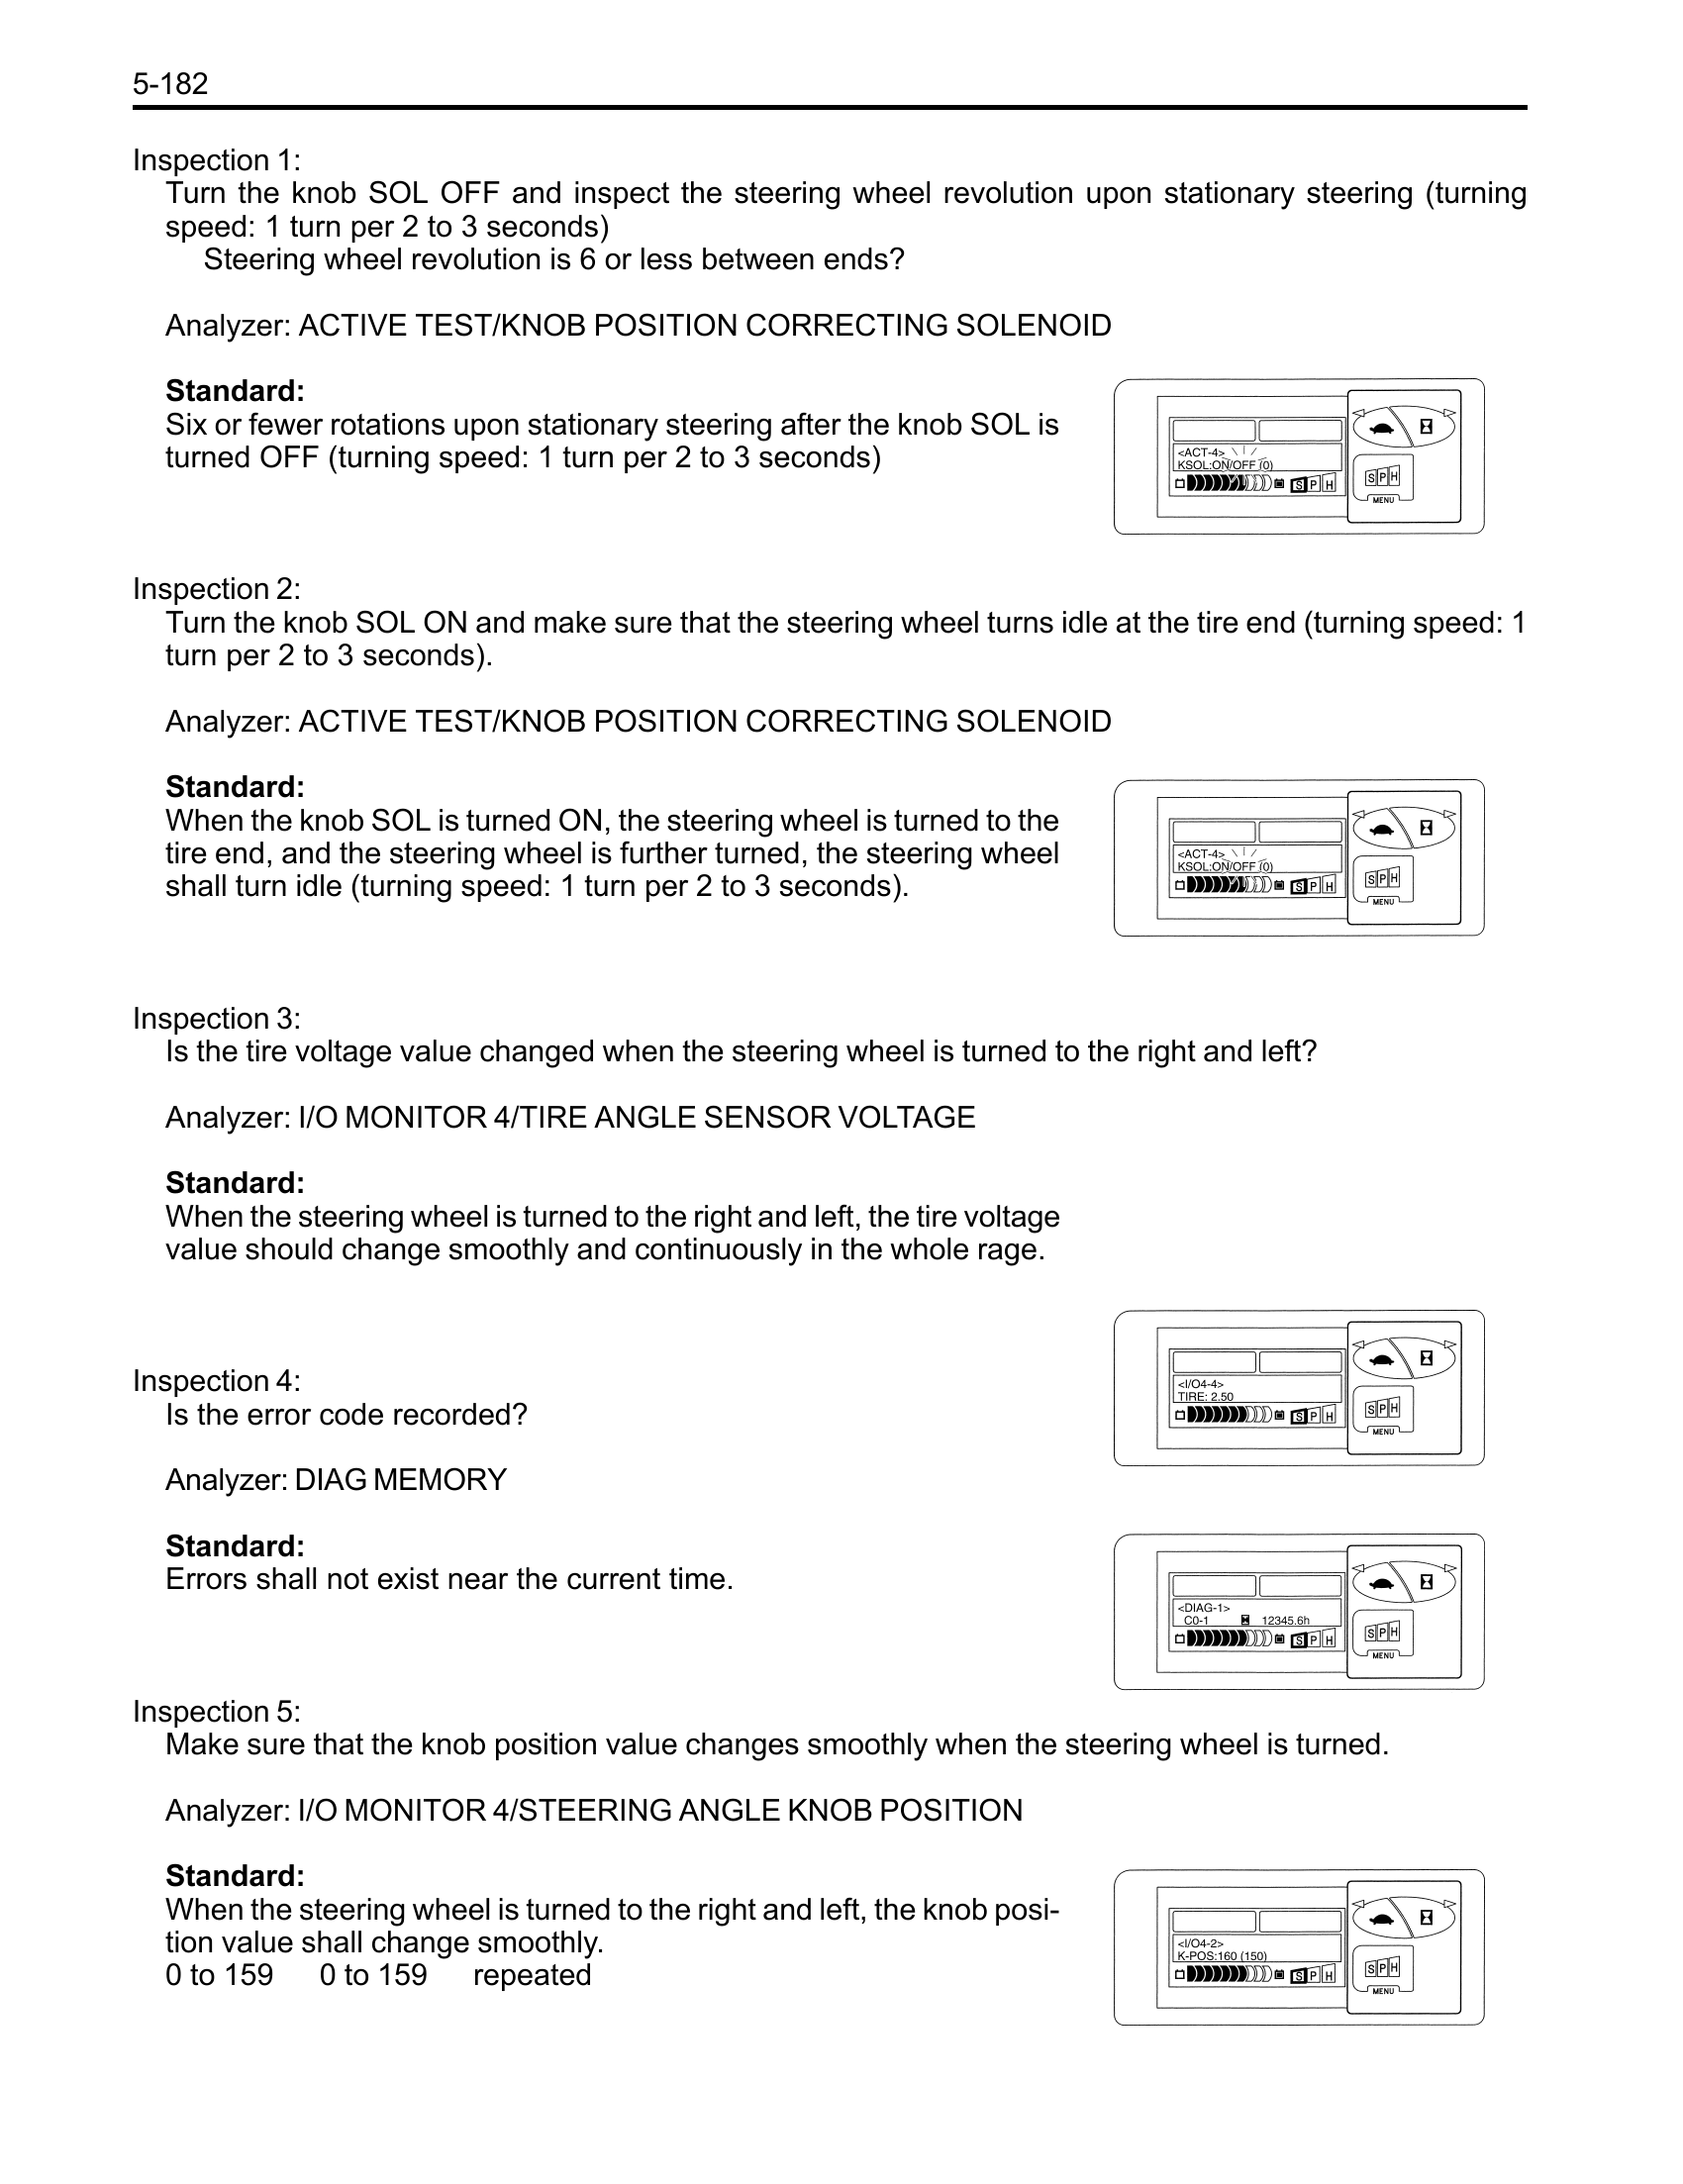 5-182
Inspection 1:
Turn the knob SOL OFF and inspect the steering wheel revolution upon stationary steering (turning
speed: 1 turn per 2 to 3 seconds)
Steering wheel revolution is 6 or less between ends?
Analyzer: ACTIVE TEST/KNOB POSITION CORRECTING SOLENOID
Standard:
Six or fewer rotations upon stationary steering after the knob SOL is
turned OFF (turning speed: 1 turn per 2 to 3 seconds)
<ACT-4>
KSOL:ON/OFF (0)
S P H
S P H
MENU
Inspection 2:
Turn the knob SOL ON and make sure that the steering wheel turns idle at the tire end (turning speed: 1
turn per 2 to 3 seconds).
Analyzer: ACTIVE TEST/KNOB POSITION CORRECTING SOLENOID
Standard:
When the knob SOL is turned ON, the steering wheel is turned to the
tire end, and the steering wheel is further turned, the steering wheel
shall turn idle (turning speed: 1 turn per 2 to 3 seconds).
<ACT-4>
KSOL:ON/OFF (0)
S P H
S P H
MENU
Inspection 3:
Is the tire voltage value changed when the steering wheel is turned to the right and left?
Analyzer: I/O MONITOR 4/TIRE ANGLE SENSOR VOLTAGE
Standard:
When the steering wheel is turned to the right and left, the tire voltage
value should change smoothly and continuously in the whole rage.
<I/O4-4>
TIRE: 2.50
S P H
S P H
MENU
Inspection 4:
Is the error code recorded?
Analyzer: DIAG MEMORY
Standard:
Errors shall not exist near the current time.
<DIAG-1>
C0-1 12345.6h
S P H
S P H
MENU
Inspection 5:
Make sure that the knob position value changes smoothly when the steering wheel is turned.
Analyzer: I/O MONITOR 4/STEERING ANGLE KNOB POSITION
Standard:
When the steering wheel is turned to the right and left, the knob posi-
tion value shall change smoothly.
0 to 159 0 to 159 repeated
<I/O4-2>
K-POS:160 (150)
S P H
S P H
MENU